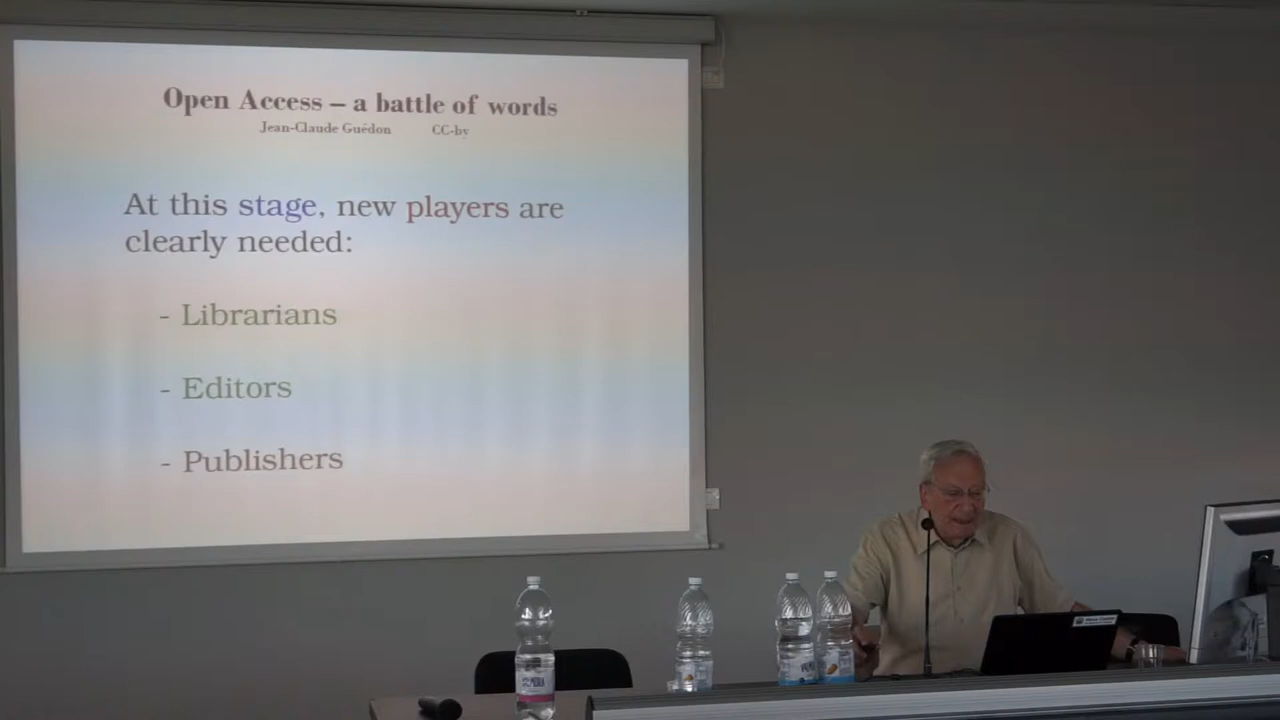 Open Access – a battle of words
Jean-Claude Guédon CC-by
At this stage, new players are
clearly needed:
- Librarians
- Editors
- Publishers